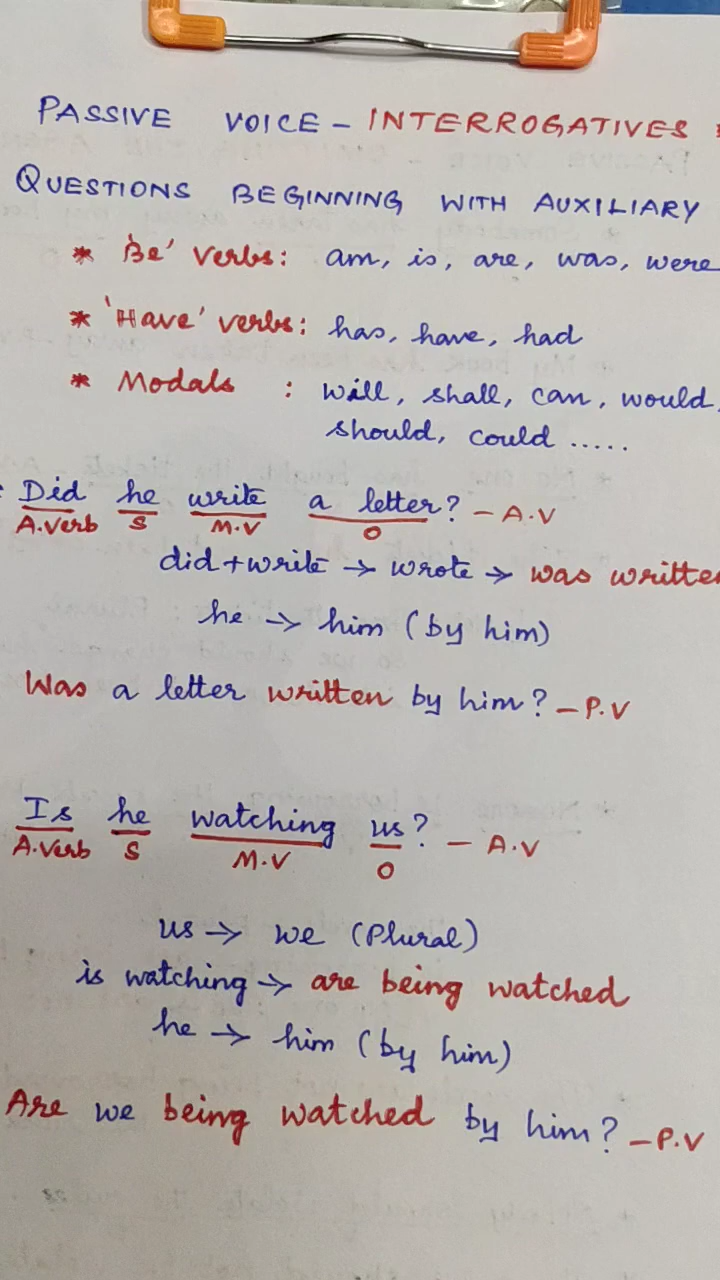 PASSIVE VOICE – INTERROGATIVES
QUESTIONS BEGINNING WITH AUXILIARY
* 'Be' verbs : am, is, are, was, were
* 'Have' verbs : has, have, had
* Modals : will, shall, can, would,
should, could .....
Did he write a letter? – A.V
A.verb S M.V O
did + write → wrote → was written
he → him (by him)
Was a letter written by him? – P.V
Is he watching us? – A.V
A.verb S M.V O
us → we (Plural)
is watching → are being watched
he → him (by him)
Are we being watched by him? – P.V